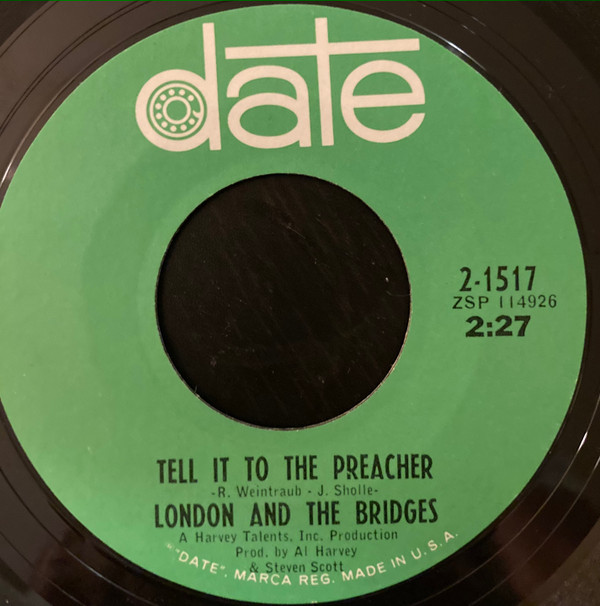 date
2-1517
ZSP 114926
2:27
TELL IT TO THE PREACHER
-R. Weintraub - J. Sholle-
LONDON AND THE BRIDGES
A Harvey Talents, Inc. Production
Prod. by Al Harvey
& Steven Scott
"DATE", MARCA REG. MADE IN U.S.A.